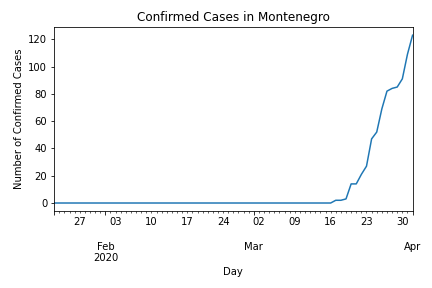 Confirmed Cases in Montenegro
Number of Confirmed Cases
120
100
80
60
40
20
0
27 03 10 17 24 02 09 16 23 30
Feb Mar Apr
2020
Day